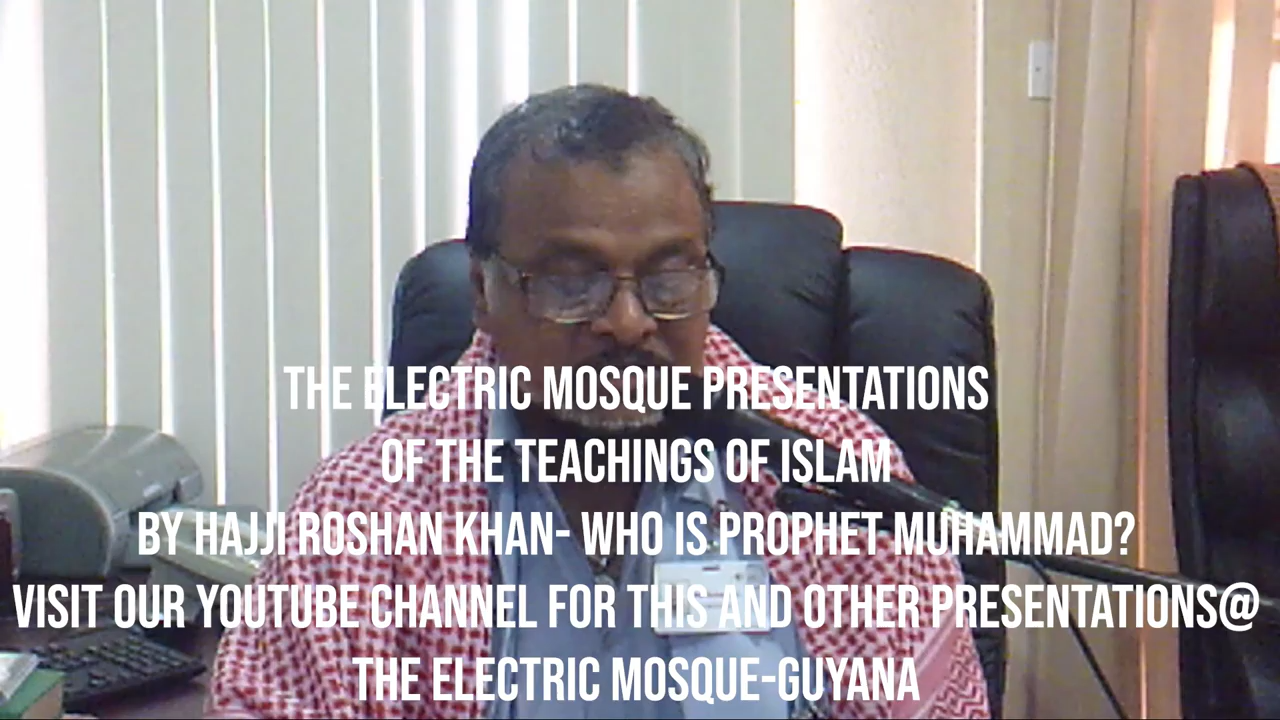 THE ELECTRIC MOSQUE PRESENTATIONS
OF THE TEACHINGS OF ISLAM
BY HAJJI ROSHAN KHAN- WHO IS PROPHET MUHAMMAD?
VISIT OUR YOUTUBE CHANNEL FOR THIS AND OTHER PRESENTATIONS@
THE ELECTRIC MOSQUE-GUYANA